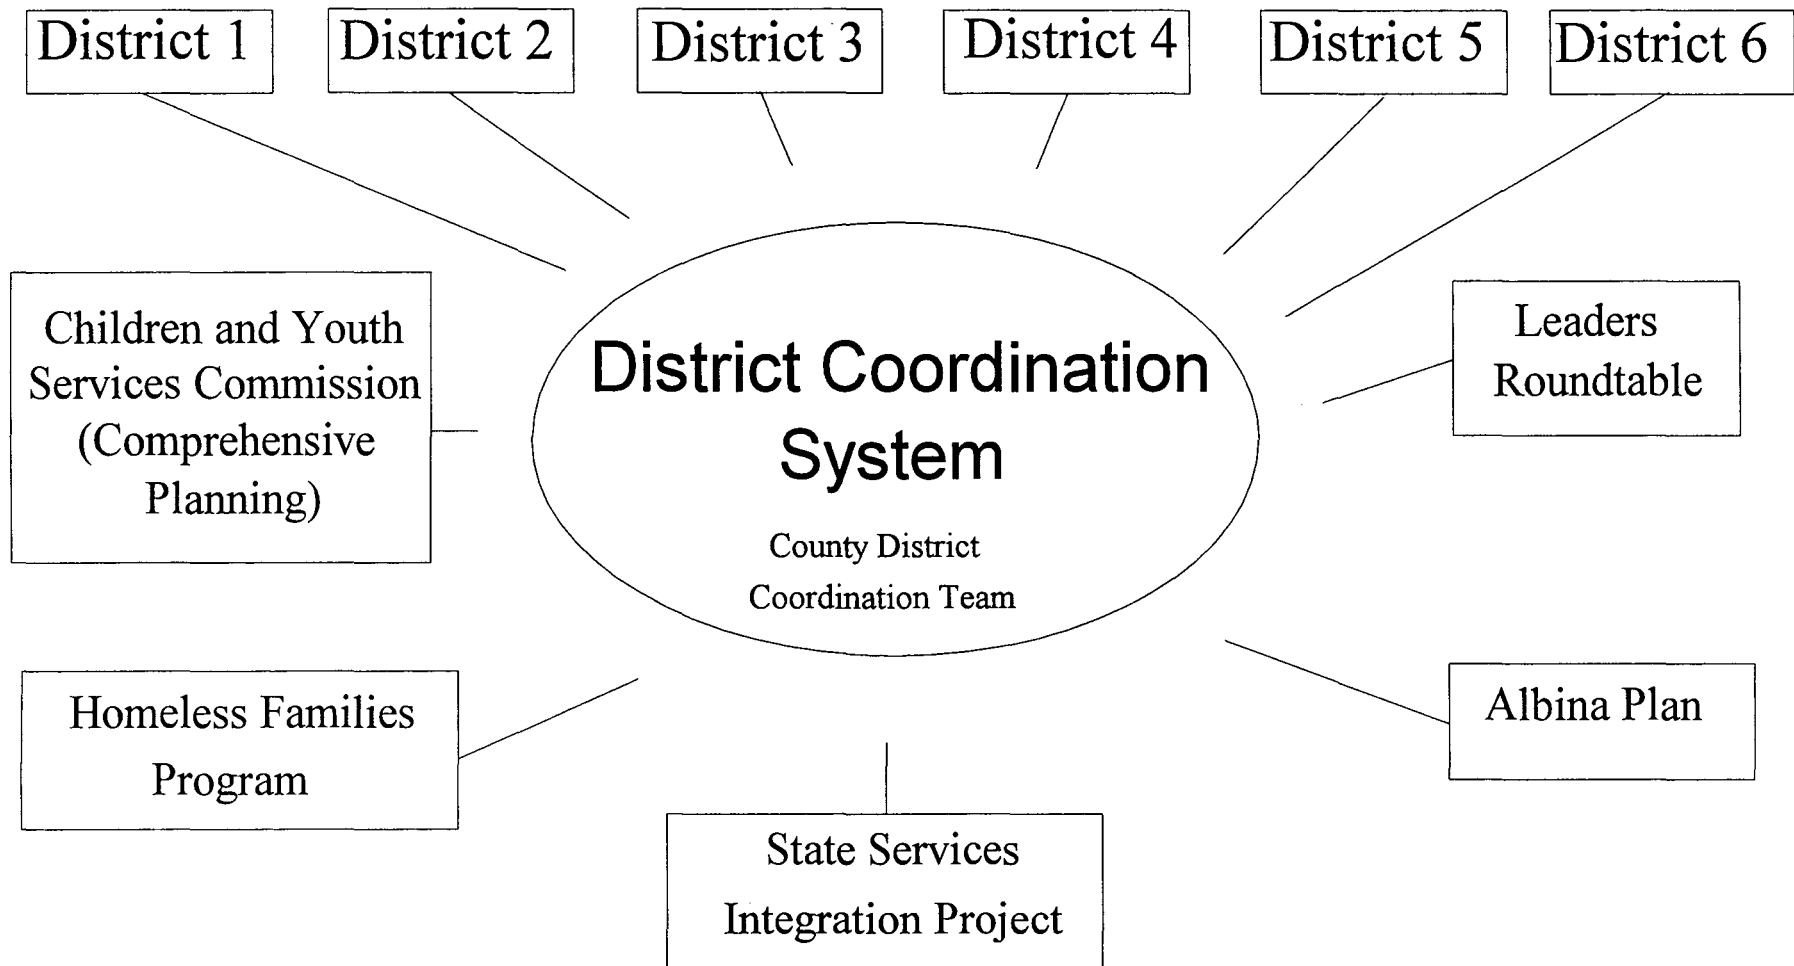 District 1
District 2
District 3
District 4
District 5
District 6
Children and Youth
Services Commission
(Comprehensive
Planning)
District Coordination
System
County District
Coordination Team
Leaders
Roundtable
Homeless Families
Program
State Services
Integration Project
Albina Plan